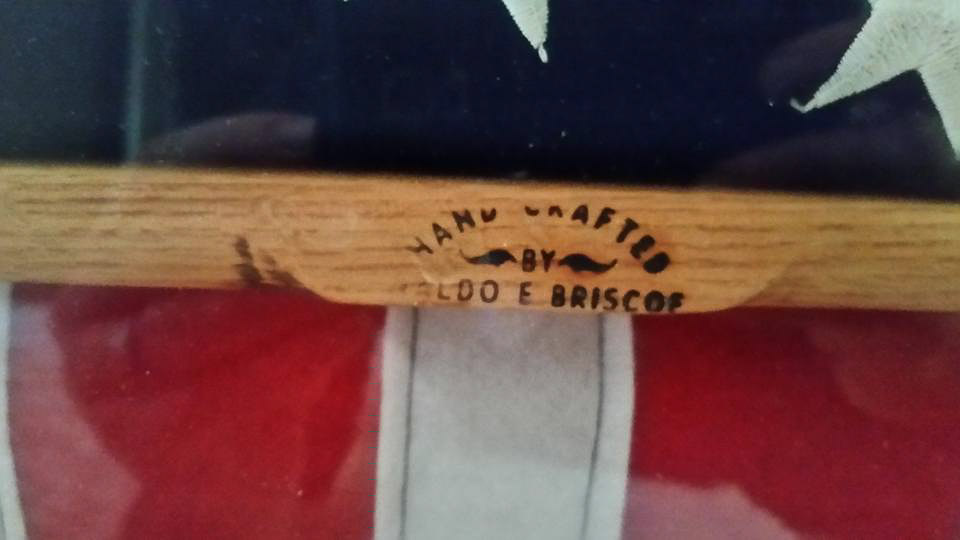 HAND CRAFTED
BY
E BRISCOE